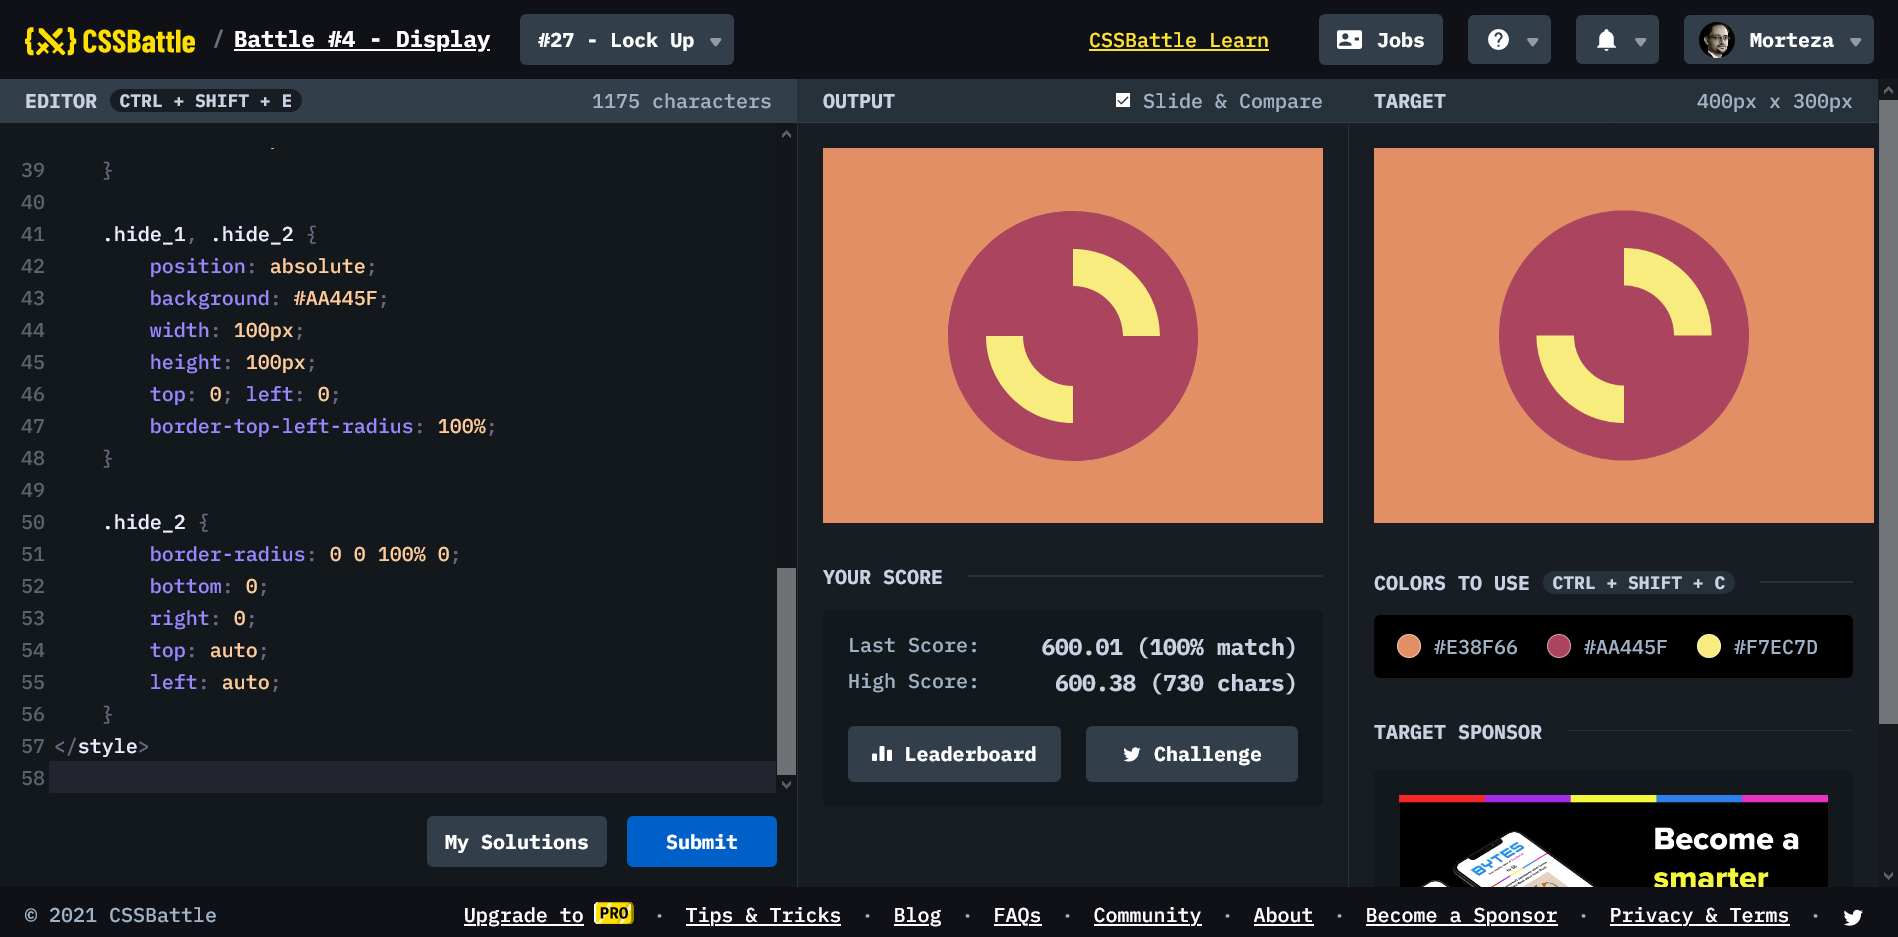 CSSBattle / Battle #4 - Display #27 - Lock Up CSSBattle Learn Jobs Morteza
EDITOR CTRL + SHIFT + E 1175 characters
39 }
40
41 .hide_1, .hide_2 {
42 position: absolute;
43 background: #AA445F;
44 width: 100px;
45 height: 100px;
46 top: 0; left: 0;
47 border-top-left-radius: 100%;
48 }
49
50 .hide_2 {
51 border-radius: 0 0 100% 0;
52 bottom: 0;
53 right: 0;
54 top: auto;
55 left: auto;
56 }
57 </style>
58
My Solutions Submit
OUTPUT Slide & Compare
YOUR SCORE
Last Score: 600.01 (100% match)
High Score: 600.38 (730 chars)
Leaderboard Challenge
TARGET 400px x 300px
COLORS TO USE CTRL + SHIFT + C
#E38F66 #AA445F #F7EC7D
TARGET SPONSOR
BYTES
Become a
smarter
© 2021 CSSBattle Upgrade to PRO · Tips & Tricks · Blog · FAQs · Community · About · Become a Sponsor · Privacy & Terms ·